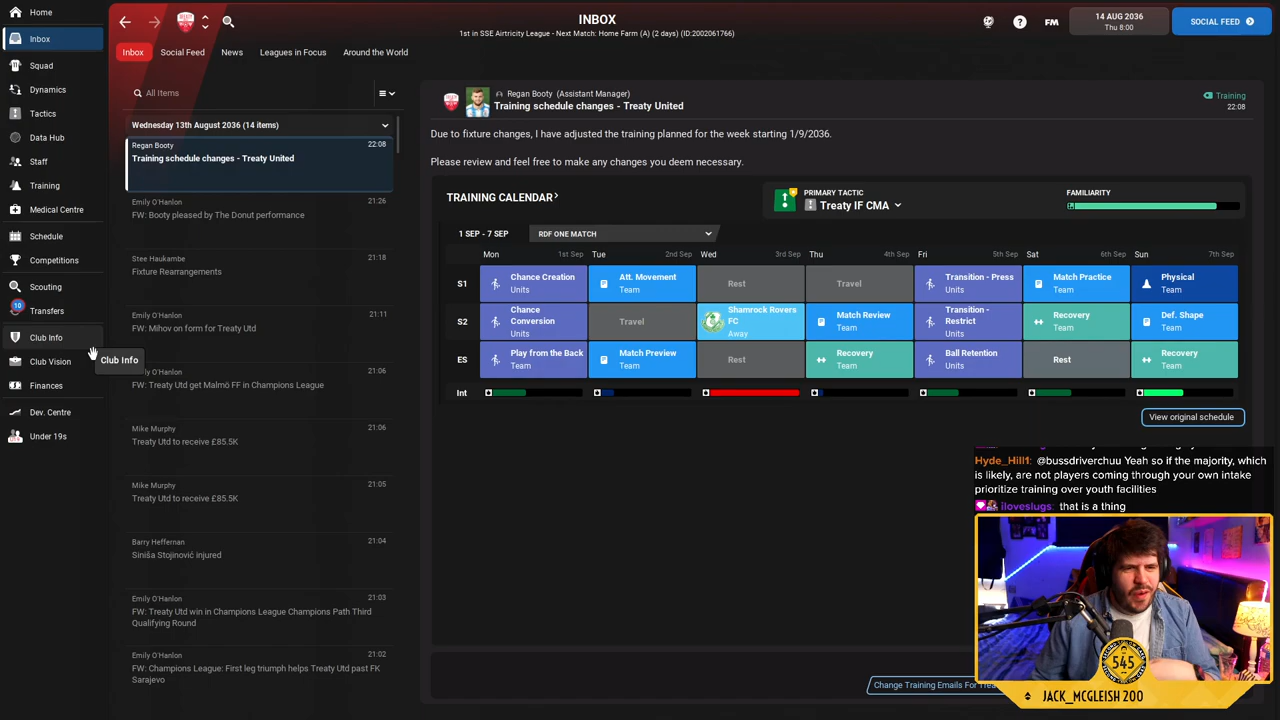 Home
Inbox
Squad
Dynamics
Tactics
Data Hub
Staff
Training
Medical Centre
Schedule
Competitions
Scouting
10
Transfers
Club Info
Club Info
Club Vision
Finances
Dev. Centre
Under 19s
INBOX
1st in SSE Airtricity League - Next Match: Home Farm (A) (2 days) (ID:2002061766)
?
FM
14 AUG 2036
Thu 8:00
SOCIAL FEED
Inbox
Social Feed
News
Leagues in Focus
Around the World
All Items
Wednesday 13th August 2036 (14 items)
Regan Booty 22:08
Training schedule changes - Treaty United
Emily O'Hanlon 21:26
FW: Booty pleased by The Donut performance
Stee Haukambe 21:18
Fixture Rearrangements
Emily O'Hanlon 21:11
FW: Mihov on form for Treaty Utd
Emily O'Hanlon 21:06
FW: Treaty Utd get Malmö FF in Champions League
Mike Murphy 21:06
Treaty Utd to receive £85.5K
Mike Murphy 21:05
Treaty Utd to receive £85.5K
Barry Heffernan 21:04
Siniša Stojinović injured
Emily O'Hanlon 21:03
FW: Treaty Utd win in Champions League Champions Path Third
Qualifying Round
Emily O'Hanlon 21:02
FW: Champions League: First leg triumph helps Treaty Utd past FK
Sarajevo
Regan Booty (Assistant Manager)
Training schedule changes - Treaty United
Training
22:08
Due to fixture changes, I have adjusted the training planned for the week starting 1/9/2036.
Please review and feel free to make any changes you deem necessary.
TRAINING CALENDAR
PRIMARY TACTIC
Treaty IF CMA
FAMILIARITY
1 SEP - 7 SEP
RDF ONE MATCH
Mon 1st Sep Tue 2nd Sep Wed 3rd Sep Thu 4th Sep Fri 5th Sep Sat 6th Sep Sun 7th Sep
S1
Chance Creation
Units
Att. Movement
Team
Rest
Travel
Transition - Press
Units
Match Practice
Team
Physical
Team
S2
Chance
Conversion
Units
Travel
Shamrock Rovers
FC
Away
Match Review
Team
Transition -
Restrict
Units
Recovery
Team
Def. Shape
Team
ES
Play from the Back
Units
Match Preview
Team
Rest
Recovery
Team
Ball Retention
Units
Rest
Recovery
Team
Int
View original schedule
Change Training Emails For
Hyde_Hill1: @bussdriverchuu Yeah so if the majority, which
is likely, are not players coming through your own intake
prioritize training over youth facilities
iloveslugs: that is a thing
545
JACK_MCGLEISH 200